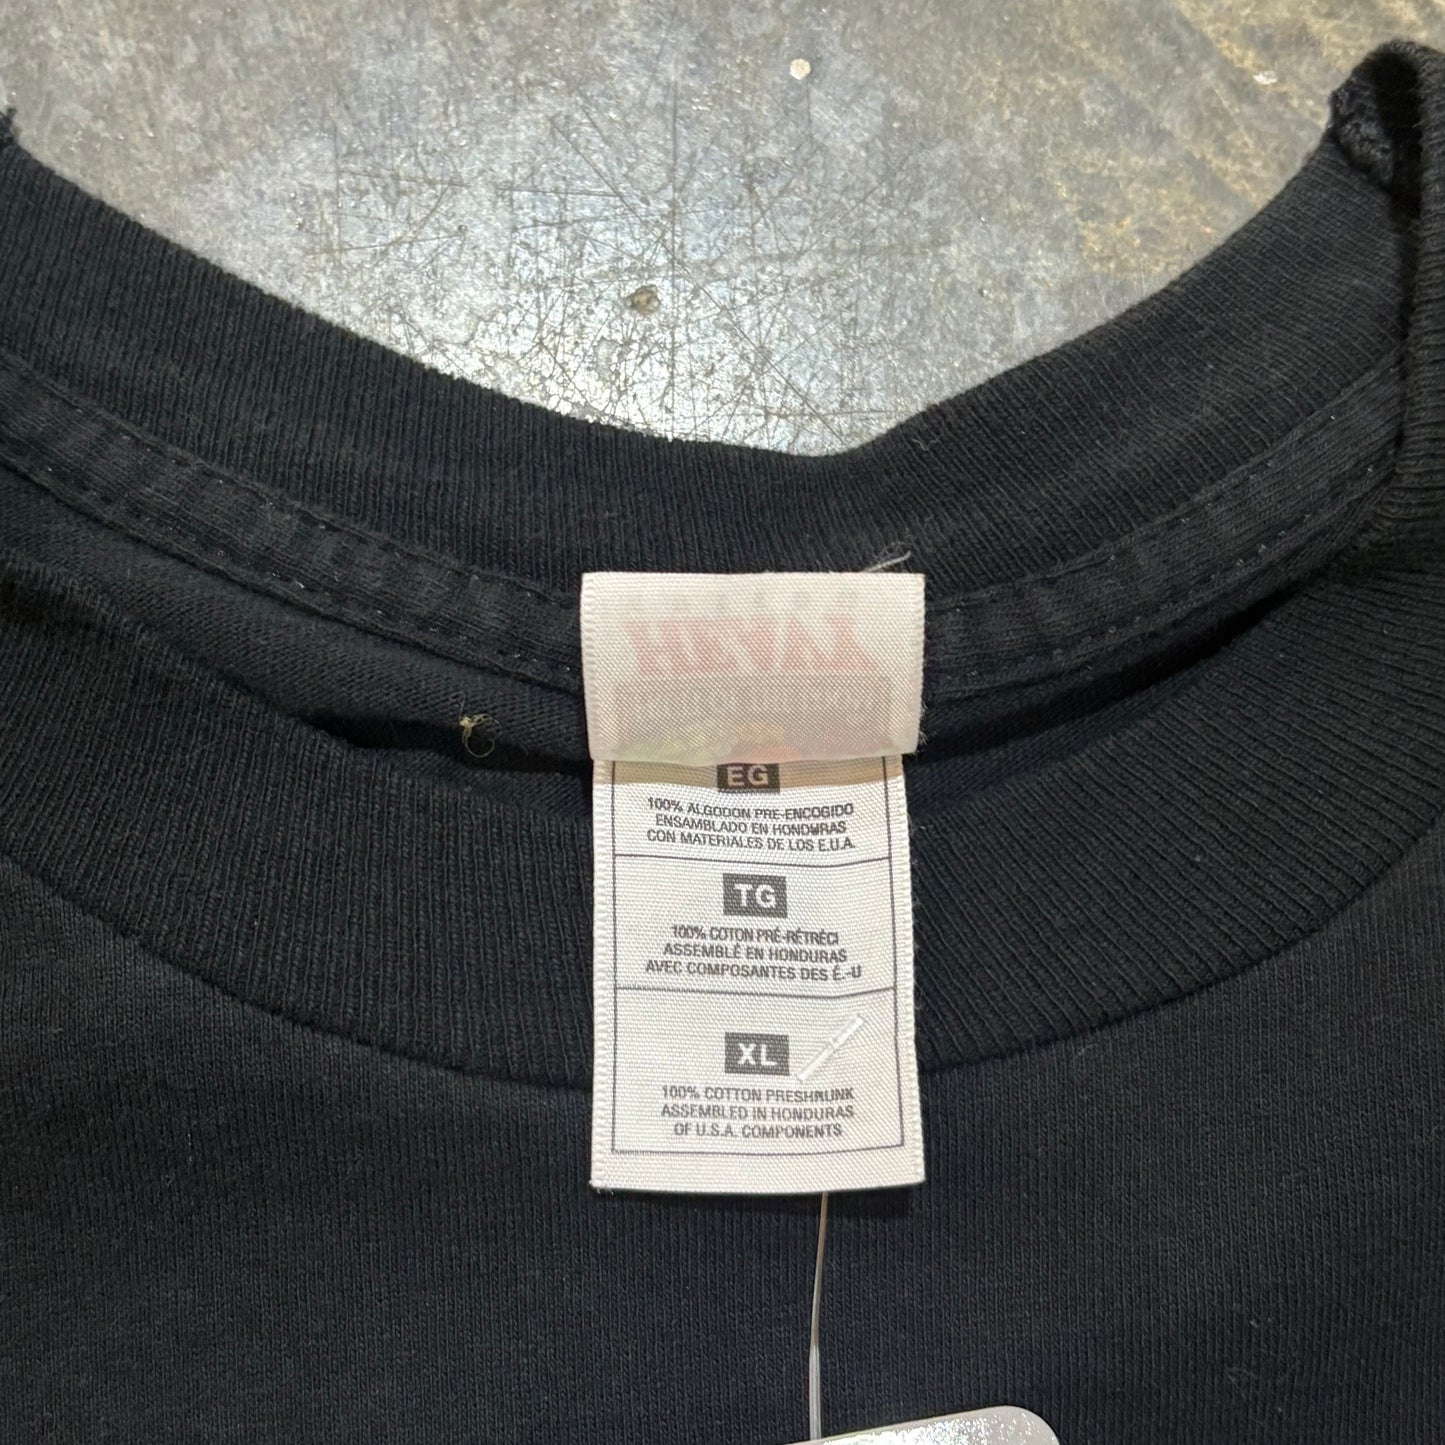 EG
100% ALGODON PRE-ENCOGIDO
ENSAMBLADO EN HONDURAS
CON MATERIALES DE LOS E.U.A.
TG
100% COTON PRÉ-RÉTRÉCI
ASSEMBLÉ EN HONDURAS
AVEC COMPOSANTES DES É.-U
XL
100% COTTON PRESHRUNK
ASSEMBLED IN HONDURAS
OF U.S.A. COMPONENTS